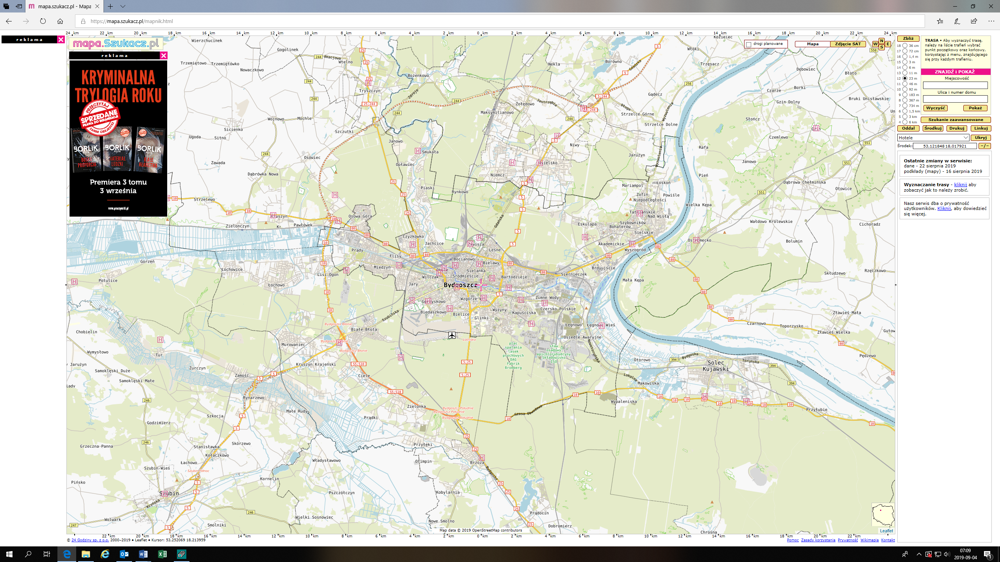 mapa.szukacz.pl - Mapa
https://mapa.szukacz.pl/mapnik.html
24 km 22 km 20 km 18 km 16 km 14 km 12 km 10 km 8 km 6 km 4 km 2 km 0 km 2 km 4 km 6 km 8 km 10 km 12 km 14 km 16 km 18 km 20 km 22 km 24 km
reklama
mapa.Szukacz.pl
reklama
KRYMINALNA
TRYLOGIA ROKU
PRZECZYTAJ
SPRZEDANE
PRAWA DO EKRANIZACJI
ZANIM OBEJRZYSZ
BORLIK BORLIK BORLIK
PIOTR PIOTR PIOTR
BOSKA PROPORCJA
MATERIAŁ LUDZKI
BIAŁE KŁAMSTWA
Premiera 3 tomu
3 września
www.proszynski.pl
drogi planowane
Mapa
Zdjęcie SAT
N
W E
S
Zbliż
18 36 cm
17 72 cm
16 1,4 m
15 3 m
14 6 m
13 11 m
12 23 m
11 46 m
10 92 m
9 183 m
8 367 m
7 734 m
6 1,5 km
5 3 km
4 6 km
Oddal
TRASA • Aby wyznaczyć trasę,
należy na liście trafień wybrać
punkt początkowy oraz końcowy,
korzystając z menu, znajdującego
się przy każdym trafieniu.
ZNAJDŹ i POKAŻ
Miejscowość
Ulica i numer domu
Wyczyść Pokaż
Szukanie zaawansowane
Środkuj Drukuj Linkuj
Hotele Ukryj
Środek: 53,121848 18,017921 -/-
Ostatnie zmiany w serwisie:
dane - 22 sierpnia 2019
podkłady (mapy) - 16 sierpnia 2019
Wyznaczanie trasy - kliknij aby
zobaczyć jak to należy zrobić.
Nasz serwis dba o prywatność
użytkowników. Kliknij, aby dowiedzieć
się więcej.
Wierzchucinek
Gogolinek
Akacjowa
Wtelno
Trzemiętowo
Trzemiętówko
Nowaczkowo
Bożenkowo
Tryszczyn
Zdroje
Nekla
Borówno
Gdańska
Kozielec
Włóki
Trzęsacz
Dębowiec
Błoto
Borki
Czarże
Gzin Dolny
Bruki Unisławskie
Gądecz
Długa
Strzelce Górne
Wyzwolenia
Strzelce Dolne
Słończ
Żołędowo
Jastrzębia
Maksymilianowo
Wojnowo
Mochle
Sicienko
Szczutki
Ugoda
Sitno
Janowo
Smukała
Niwy
Rafa
Czemlewo
Jarużyn
Wyzwolenia
Janowo
Osówiec
Zawada
Opławiec
Osielsko
Dąbrówka Nowa
Niemcz
Pień
Dąbrowa Chełmińska
Otowice
Łoskoń
Mariampol
Zofin
Powiśle
Niepodległości
Piaski
Rynkowo
Strzelewo
Wielka Kępa
Tatrzańskie
Nad Wisłą
Osowa Góra
Gdańska
Pawłówek
Zielonczyn
Eskulapa
Szybowników
Bohaterów
Sielskie
Wałdowo Królewskie
Cichoradz
Czyżkówko
Jachcice
Zawisza
Leśne
Akademickie
Wyszogród
Ostromecko
Bolumin
Prądy
Flisy
Bocianowo
Bielawy
Gorzeń
Łochowice
Miedzyń
Okole
Sielanka
Brdyujście
Skłudzewo
Rzęczkowo
Lisi Ogon
Wilczak
Śródmieście
Bartodzieje
Siernieczek
Mała Kępa
Potulice
Łochowo
Jary
Bydgoszcz
Górzyskowo
Zimne Wody
Biedaszkowo
Bielice
Wyżyny
Kapuściska
Czersko Polskie
Zławieś Mała
Szubińska
Glinki
Łęgnowo
Łęgnowo Wieś
Czarnowo
Toporzysko
Zławieś Wielka
Bydgoszcz Błonie
Białe Błota
Chobielin
Bydgoszcz Błonie
Lotnisko
Osiedle Awaryjne
Murowaniec
plac
spalania
lasek
prochowych
DAG
Fabrik
Bromberg
staw
osadowy
epichlorohydryny
Składowisko
ISO
Nowotoruńska
Wymysłowo
Tur
Bydgoszcz Błonie
Otorowo
Bydgoska
Pędzewo
Solec
Kujawski
Toruńska
Żurczyn
Kruszyn Krajeński
Samoklęski Duże
Zamość
Ciele
Samoklęski Małe
Lokalna
Makowiska
Rynarzewo
Wypaleniska
Małe Rudy
Zielonka
Bydgoszcz Południe
Bydgoszcz Południe
Bydgoszcz Południe
Szosa Obwodowa
Przyłubie
Szkocja
Prądki
Godzimierz
Grzeczna Panna
Stanisławka
Skórzewo
Przyłęki
Kołaczkowo
Łachowo
Władysławowo
Olimpin
Brzoza
Szubin-Wieś
Szubin Północ
Bydgoska
Pińsko
Kornelin
Szubin
Kcyńska
Pszczółczyn
Kobylarnia
Prądocin
Wolwark
Smolniki
Wielki Sosnowiec
Nowe Smolno
Dobromierz
Chrośna
Map data © 2019 OpenStreetMap contributors
Leaflet
22 km 20 km 18 km 16 km 14 km 12 km 10 km 8 km 6 km 4 km 2 km 0 km 2 km 4 km 6 km 8 km 10 km 12 km 14 km 16 km 18 km 20 km 22 km
© 24 Godziny sp. z o.o. 2000-2019 • Leaflet • Kursor: 53,252069 18,213959
Pomoc Zasady korzystania Prywatność Wikimapia Kontakt
07:09
2019-09-04